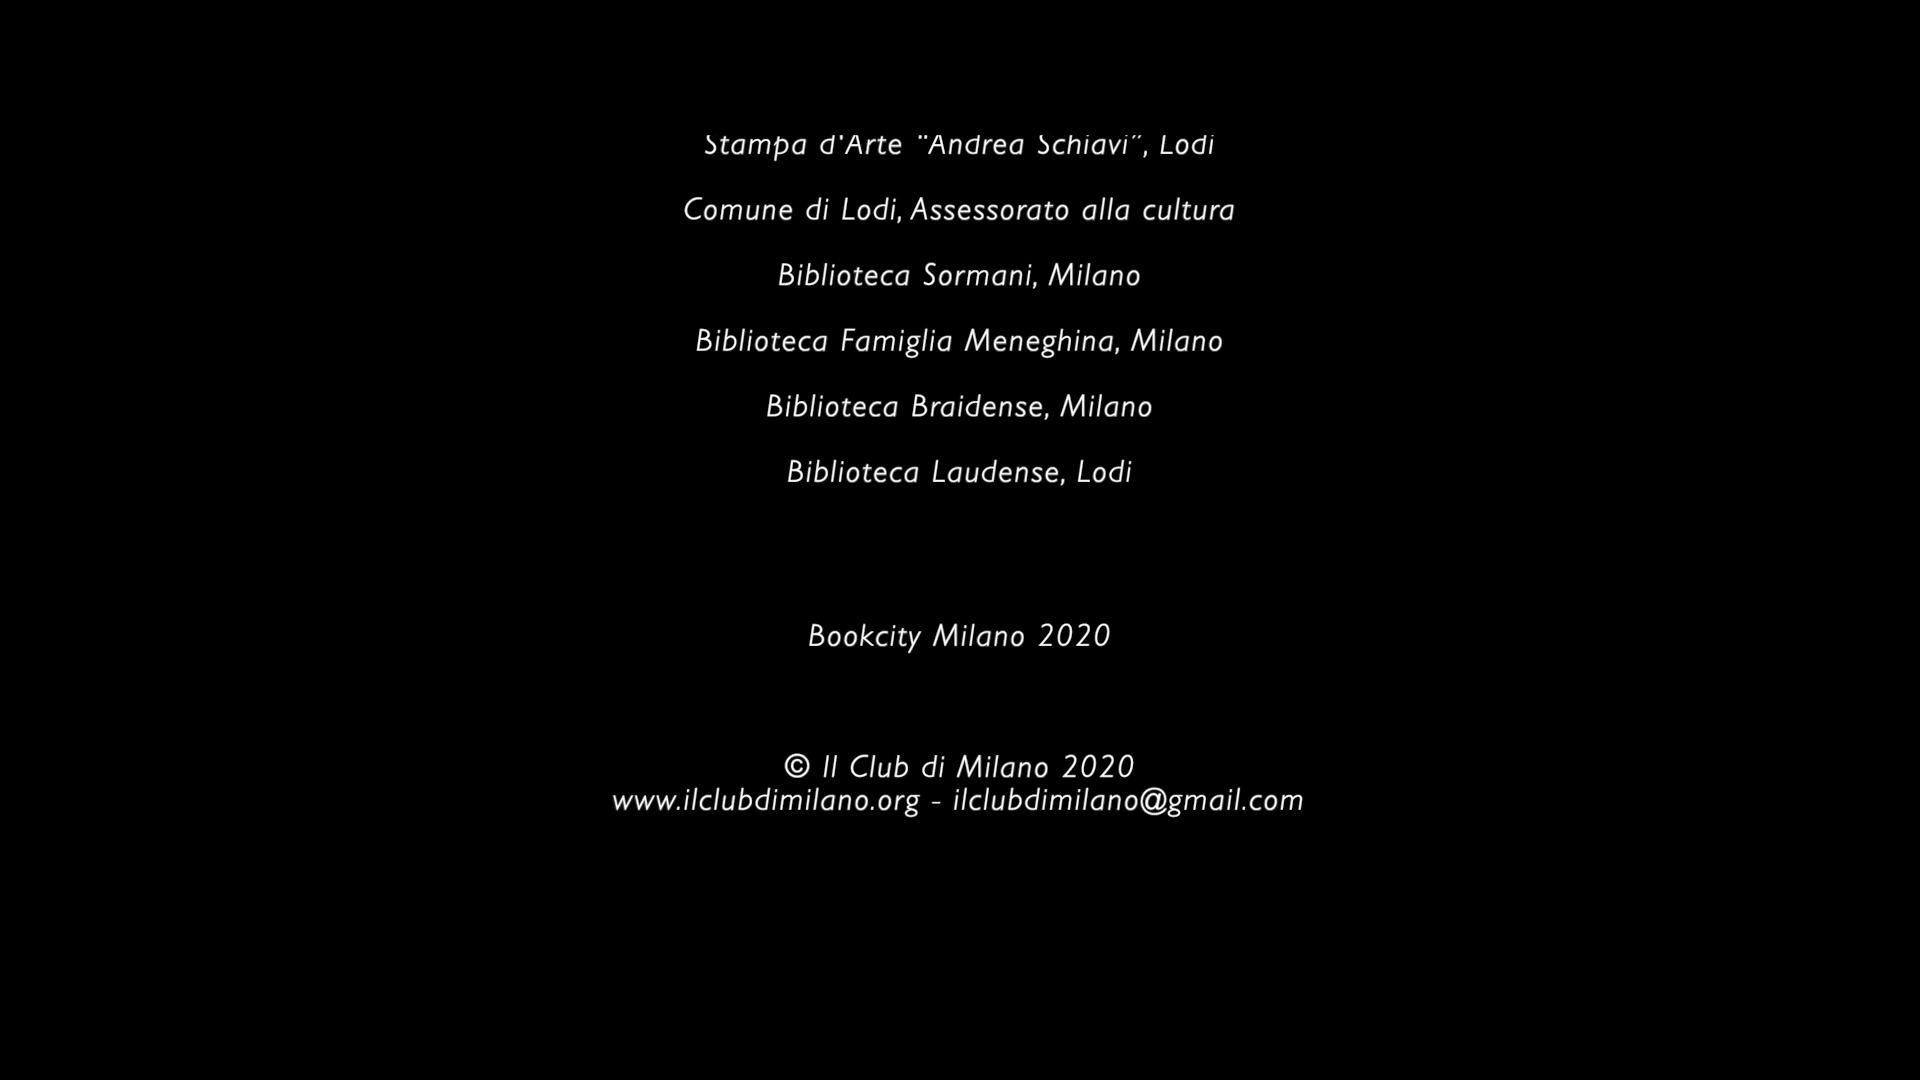 Stampa d'Arte "Andrea Schiavi", Lodi
Comune di Lodi, Assessorato alla cultura
Biblioteca Sormani, Milano
Biblioteca Famiglia Meneghina, Milano
Biblioteca Braidense, Milano
Biblioteca Laudense, Lodi
Bookcity Milano 2020
© Il Club di Milano 2020
www.ilclubdimilano.org - ilclubdimilano@gmail.com